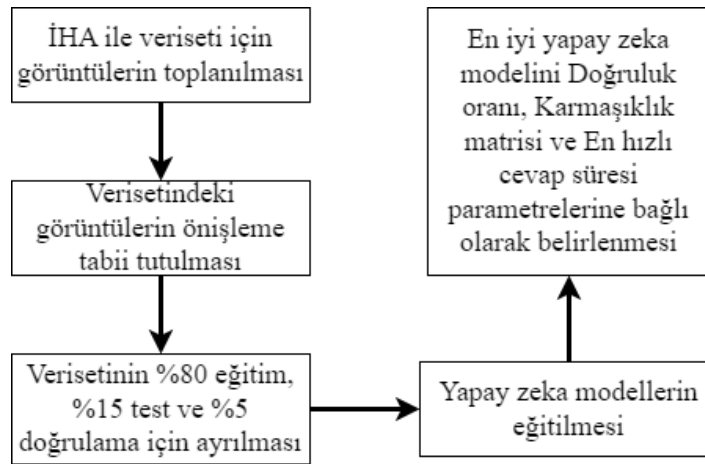 İHA ile veriseti için
görüntülerin toplanılması
Verisetindeki
görüntülerin önişleme
tabii tutulması
Verisetinin %80 eğitim,
%15 test ve %5
doğrulama için ayrılması
Yapay zeka modellerin
eğitilmesi
En iyi yapay zeka
modelini Doğruluk
oranı, Karmaşıklık
matrisi ve En hızlı
cevap süresi
parametrelerine bağlı
olarak belirlenmesi